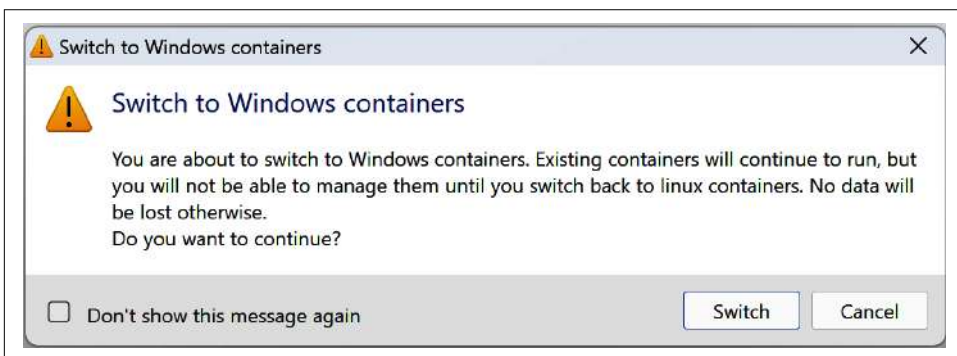 Switch to Windows containers
Switch to Windows containers
You are about to switch to Windows containers. Existing containers will continue to run, but
you will not be able to manage them until you switch back to linux containers. No data will
be lost otherwise.
Do you want to continue?
Don't show this message again
Switch
Cancel